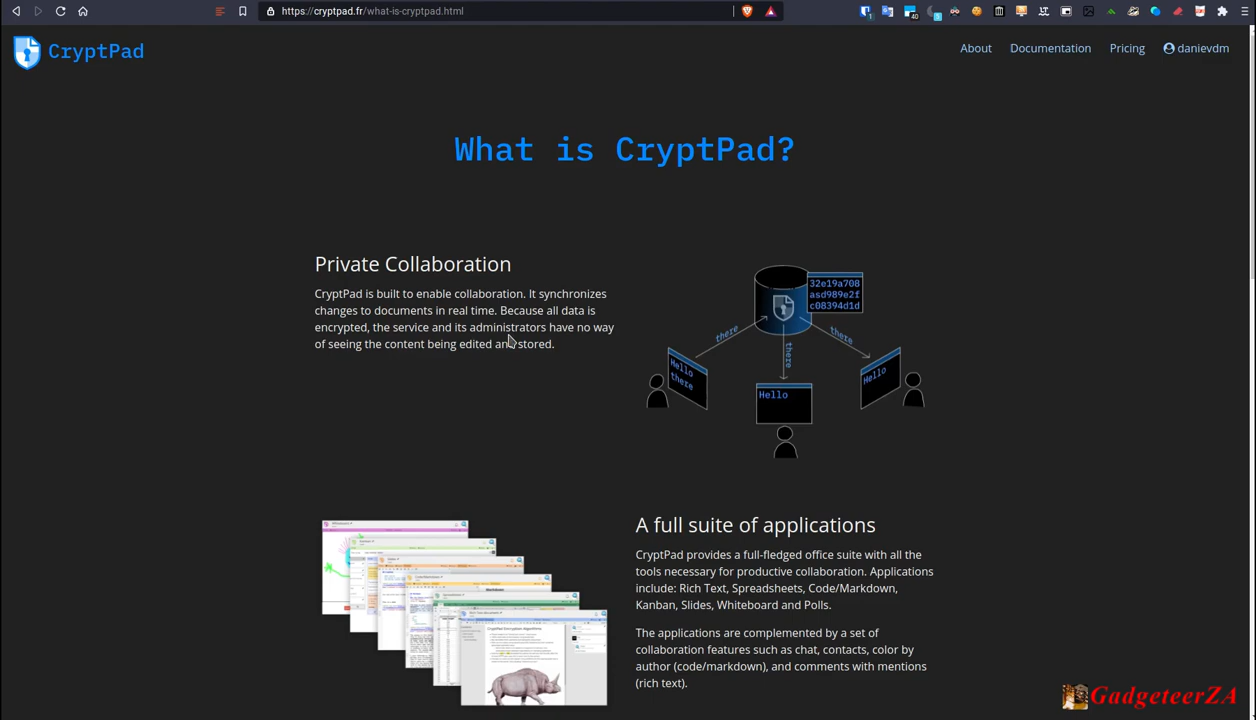 https://cryptpad.fr/what-is-cryptpad.html
CryptPad
About
Documentation
Pricing
danievdm
What is CryptPad?
Private Collaboration
CryptPad is built to enable collaboration. It synchronizes
changes to documents in real time. Because all data is
encrypted, the service and its administrators have no way
of seeing the content being edited and stored.
32e19a708
asd989e2f
c08394d1d
there
there
there
Hello
there
Hello
Hello
A full suite of applications
CryptPad provides a full-fledged office suite with all the
tools necessary for productive collaboration. Applications
include: Rich Text, Spreadsheets, Code/Markdown,
Kanban, Slides, Whiteboard and Polls.
The applications are complemented by a set of
collaboration features such as chat, contacts, color by
author (code/markdown), and comments with mentions
(rich text).
GadgeteerZA